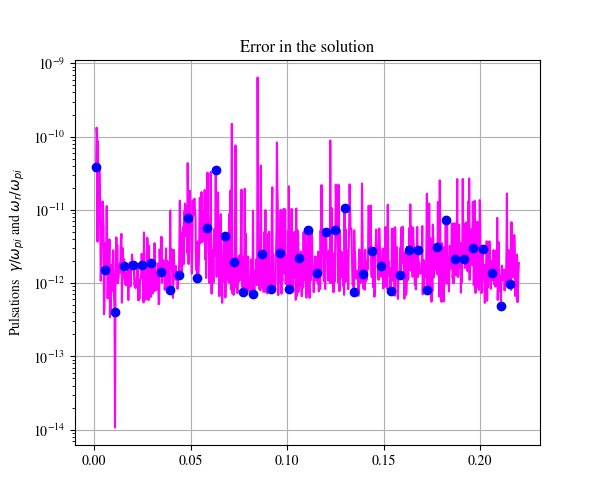 Error in the solution
Pulsations γ/ω_pi and ω_r/ω_pi
10⁻⁹
10⁻¹⁰
10⁻¹¹
10⁻¹²
10⁻¹³
10⁻¹⁴
0.00 0.05 0.10 0.15 0.20